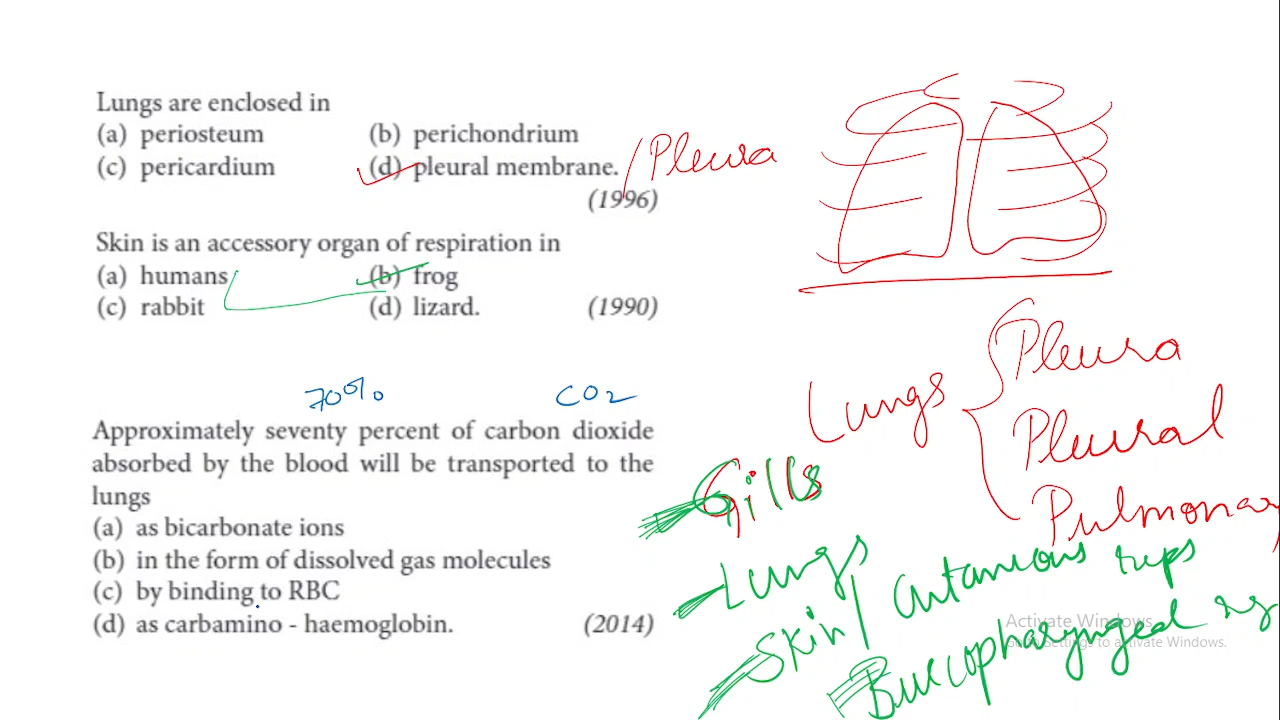 Lungs are enclosed in
(a) periosteum (b) perichondrium
(c) pericardium (d) pleural membrane. / Pleura
(1996)
Skin is an accessory organ of respiration in
(a) humans (b) frog
(c) rabbit (d) lizard. (1990)
70% CO2
Approximately seventy percent of carbon dioxide
absorbed by the blood will be transported to the
lungs
(a) as bicarbonate ions
(b) in the form of dissolved gas molecules
(c) by binding to RBC
(d) as carbamino - haemoglobin. (2014)
Lungs
Pleura
Plural
Pulmonary
Gills
Lungs
Skin / Cutaneous
Activate Windows
Go to Settings to activate Windows.